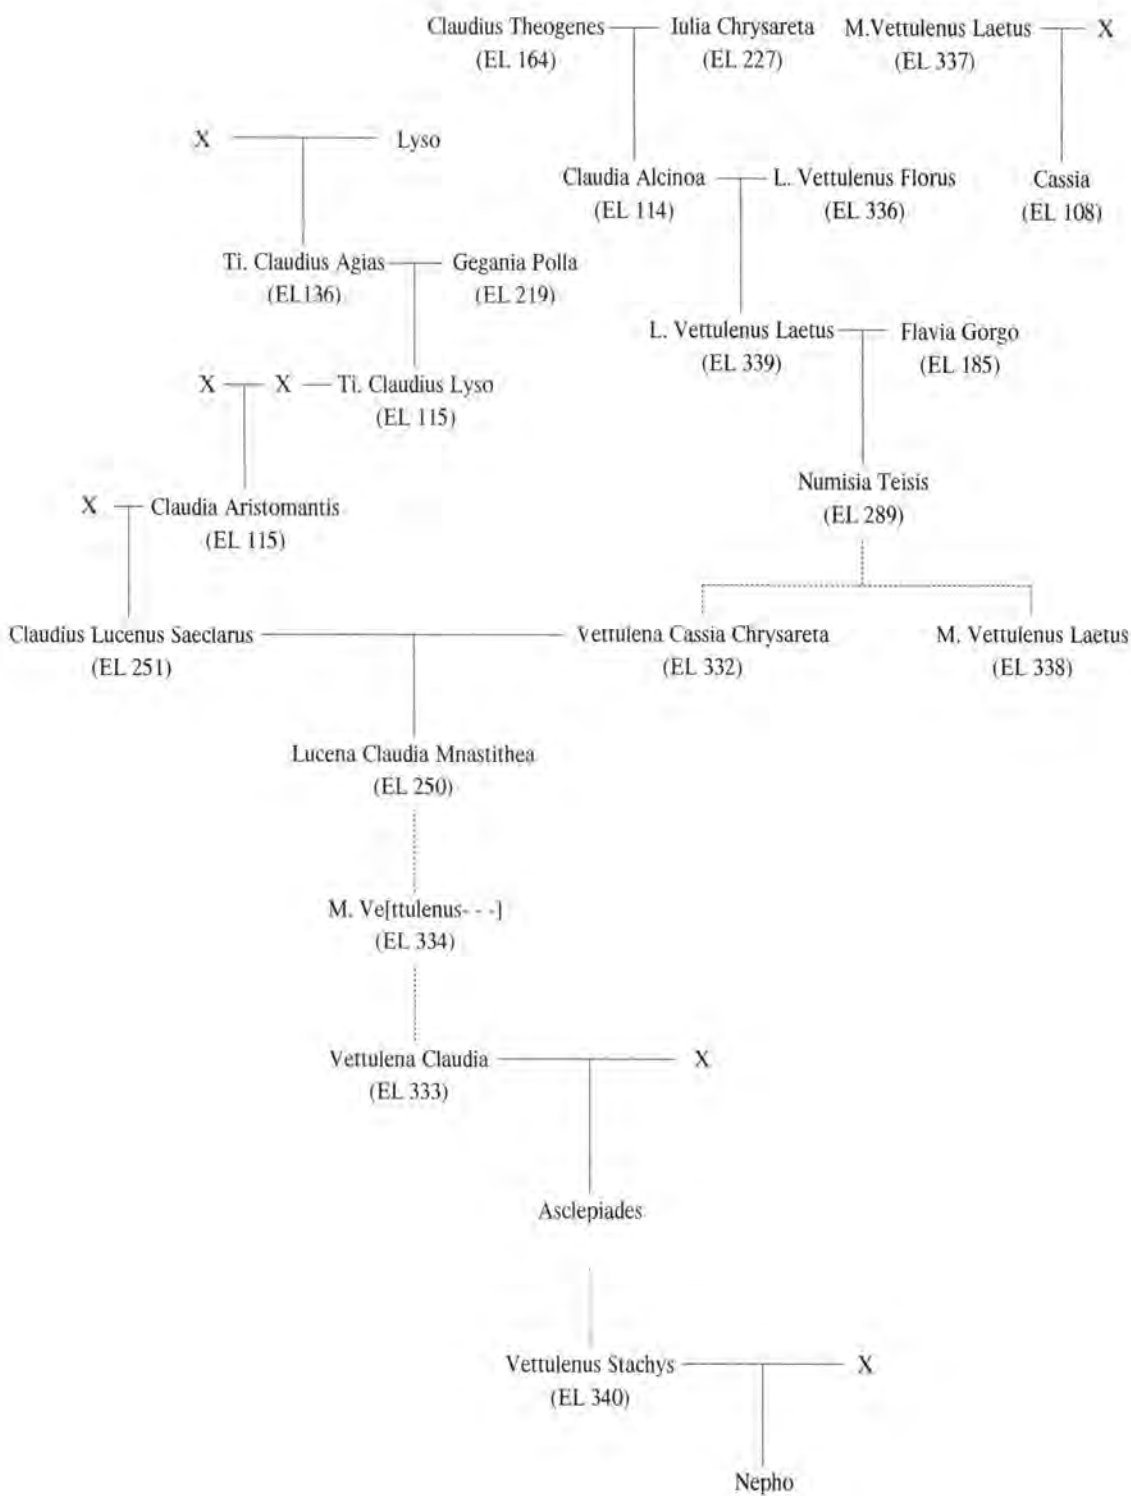 Claudius Theogenes Iulia Chrysareta M.Vettulenus Laetus X
(EL 164) (EL 227) (EL 337)
X Lyso
Claudia Alcinoa L. Vettulenus Florus Cassia
(EL 114) (EL 336) (EL 108)
Ti. Claudius Agias Gegania Polla
(EL136) (EL 219)
L. Vettulenus Laetus Flavia Gorgo
(EL 339) (EL 185)
X X Ti. Claudius Lyso
(EL 115)
Numisia Teisis
(EL 289)
X Claudia Aristomantis
(EL 115)
Claudius Lucenus Saeclarus Vettulena Cassia Chrysareta M. Vettulenus Laetus
(EL 251) (EL 332) (EL 338)
Lucena Claudia Mnastithea
(EL 250)
M. Ve[ttulenus- - -]
(EL 334)
Vettulena Claudia X
(EL 333)
Asclepiades
Vettulenus Stachys X
(EL 340)
Nepho